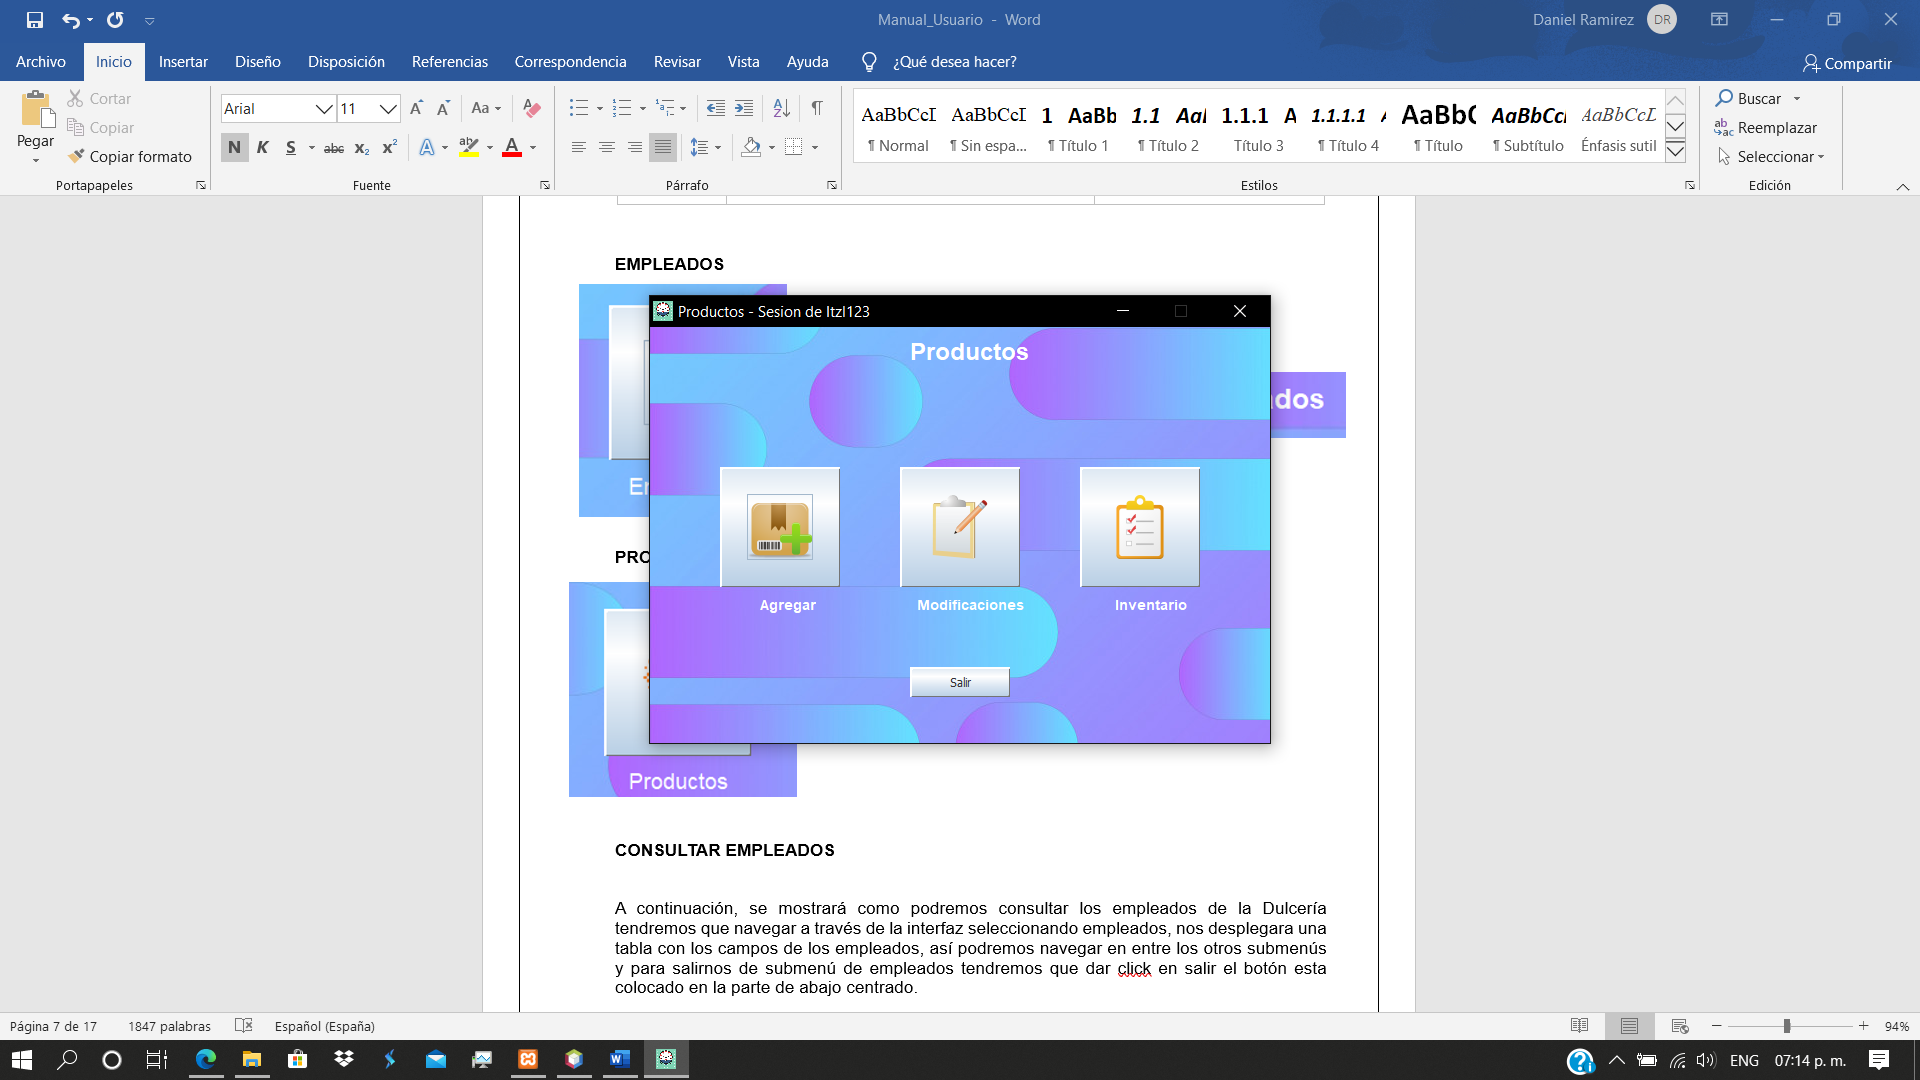 Manual_Usuario - Word
Daniel Ramirez DR
Archivo Inicio Insertar Diseño Disposición Referencias Correspondencia Revisar Vista Ayuda ¿Qué desea hacer? Compartir
Pegar
Cortar
Copiar
Copiar formato
Portapapeles
Arial 11
N K S abc x₂ x²
Fuente
Párrafo
AaBbCcI AaBbCcI 1 AaBb 1.1 Aal 1.1.1 A 1.1.1.1 AaBbC AaBbCc AaBbCcL
¶ Normal ¶ Sin espa... ¶ Título 1 ¶ Título 2 Título 3 ¶ Título 4 ¶ Título ¶ Subtítulo Énfasis sutil
Estilos
Buscar
Reemplazar
Seleccionar
Edición
EMPLEADOS
Productos - Sesion de Itzl123
Productos
Agregar Modificaciones Inventario
Salir
Productos
CONSULTAR EMPLEADOS
A continuación, se mostrará como podremos consultar los empleados de la Dulcería
tendremos que navegar a través de la interfaz seleccionando empleados, nos desplegara una
tabla con los campos de los empleados, así podremos navegar en entre los otros submenús
y para salirnos de submenú de empleados tendremos que dar click en salir el botón esta
colocado en la parte de abajo centrado.
Página 7 de 17 1847 palabras Español (España) 94%
ENG 07:14 p. m.